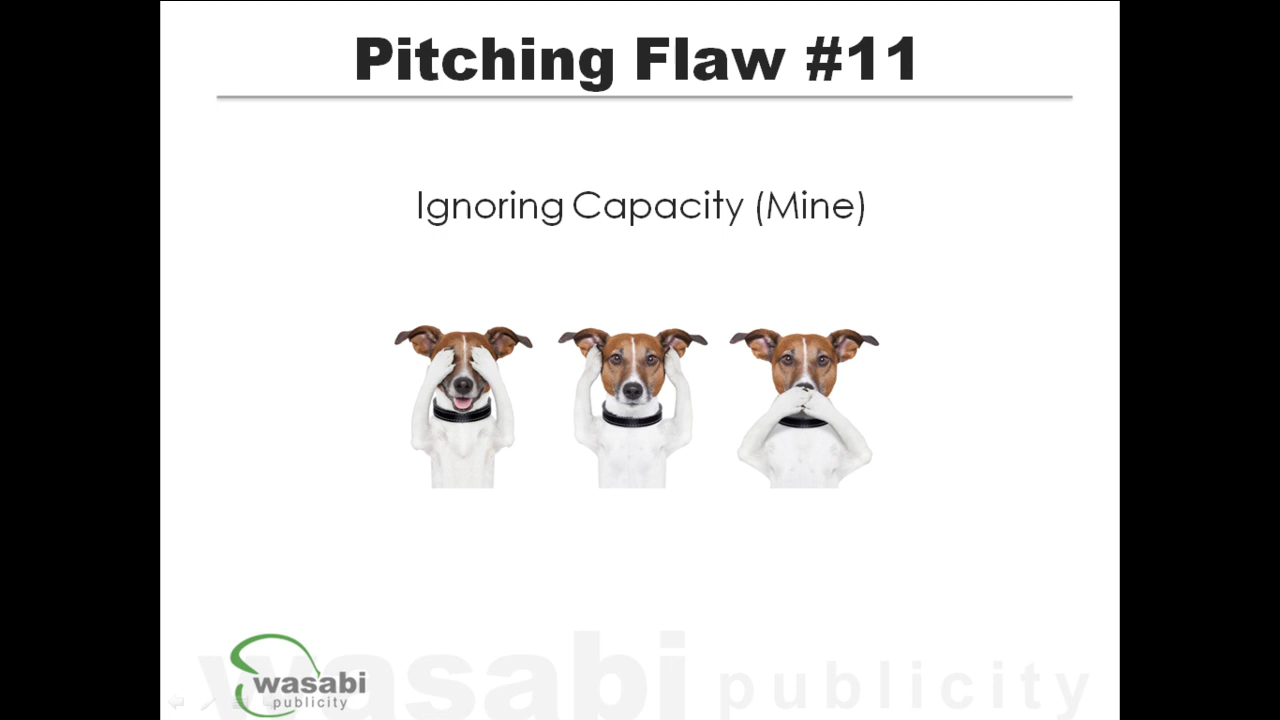 Pitching Flaw #11
Ignoring Capacity (Mine)
wasabi
publicity
wasabi publicity